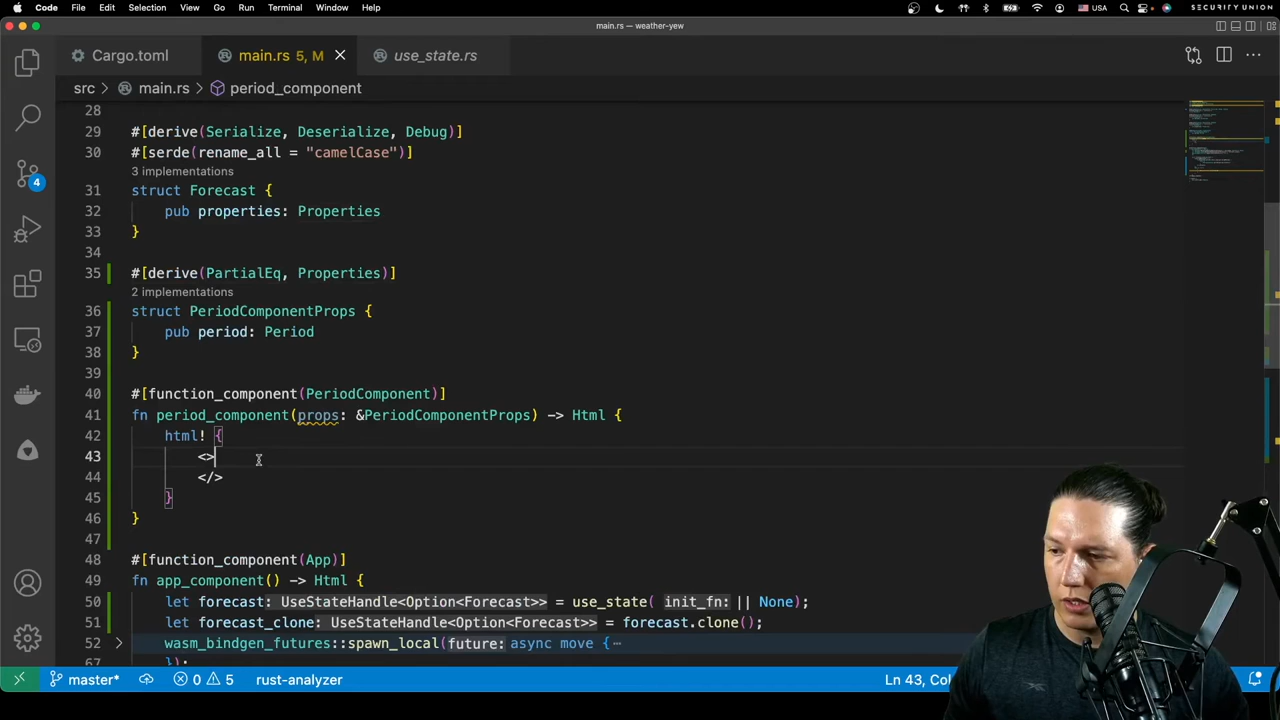 Code File Edit Selection View Go Run Terminal Window Help USA SECURITY UNION
main.rs — weather-yew
Cargo.toml main.rs 5, M use_state.rs
src > main.rs > period_component
28
29 #[derive(Serialize, Deserialize, Debug)]
30 #[serde(rename_all = "camelCase")]
3 implementations
31 struct Forecast {
32 pub properties: Properties
33 }
34
35 #[derive(PartialEq, Properties)]
2 implementations
36 struct PeriodComponentProps {
37 pub period: Period
38 }
39
40 #[function_component(PeriodComponent)]
41 fn period_component(props: &PeriodComponentProps) -> Html {
42 html! {
43 <>
44 </>
45 }
46 }
47
48 #[function_component(App)]
49 fn app_component() -> Html {
50 let forecast: UseStateHandle<Option<Forecast>> = use_state( init_fn: || None);
51 let forecast_clone: UseStateHandle<Option<Forecast>> = forecast.clone();
52 wasm_bindgen_futures::spawn_local(future: async move {⋯
});
4
master* 0 5 rust-analyzer Ln 43,